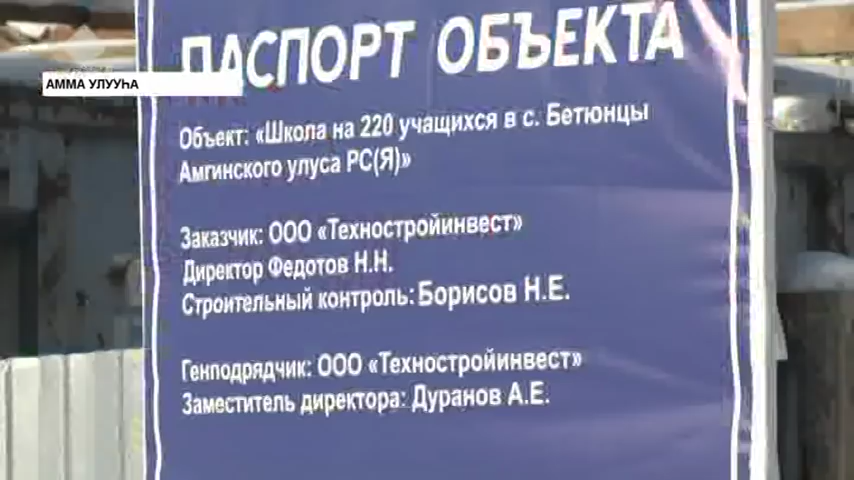 ПАСПОРТ ОБЪЕКТА
АММА УЛУУҺА
Объект: «Школа на 220 учащихся в с. Бетюнцы
Амгинского улуса РС(Я)»
Заказчик: ООО «Техностройинвест»
Директор Федотов Н.Н.
Строительный контроль: Борисов Н.Е.
Генподрядчик: ООО «Техностройинвест»
Заместитель директора: Дуранов А.Е.